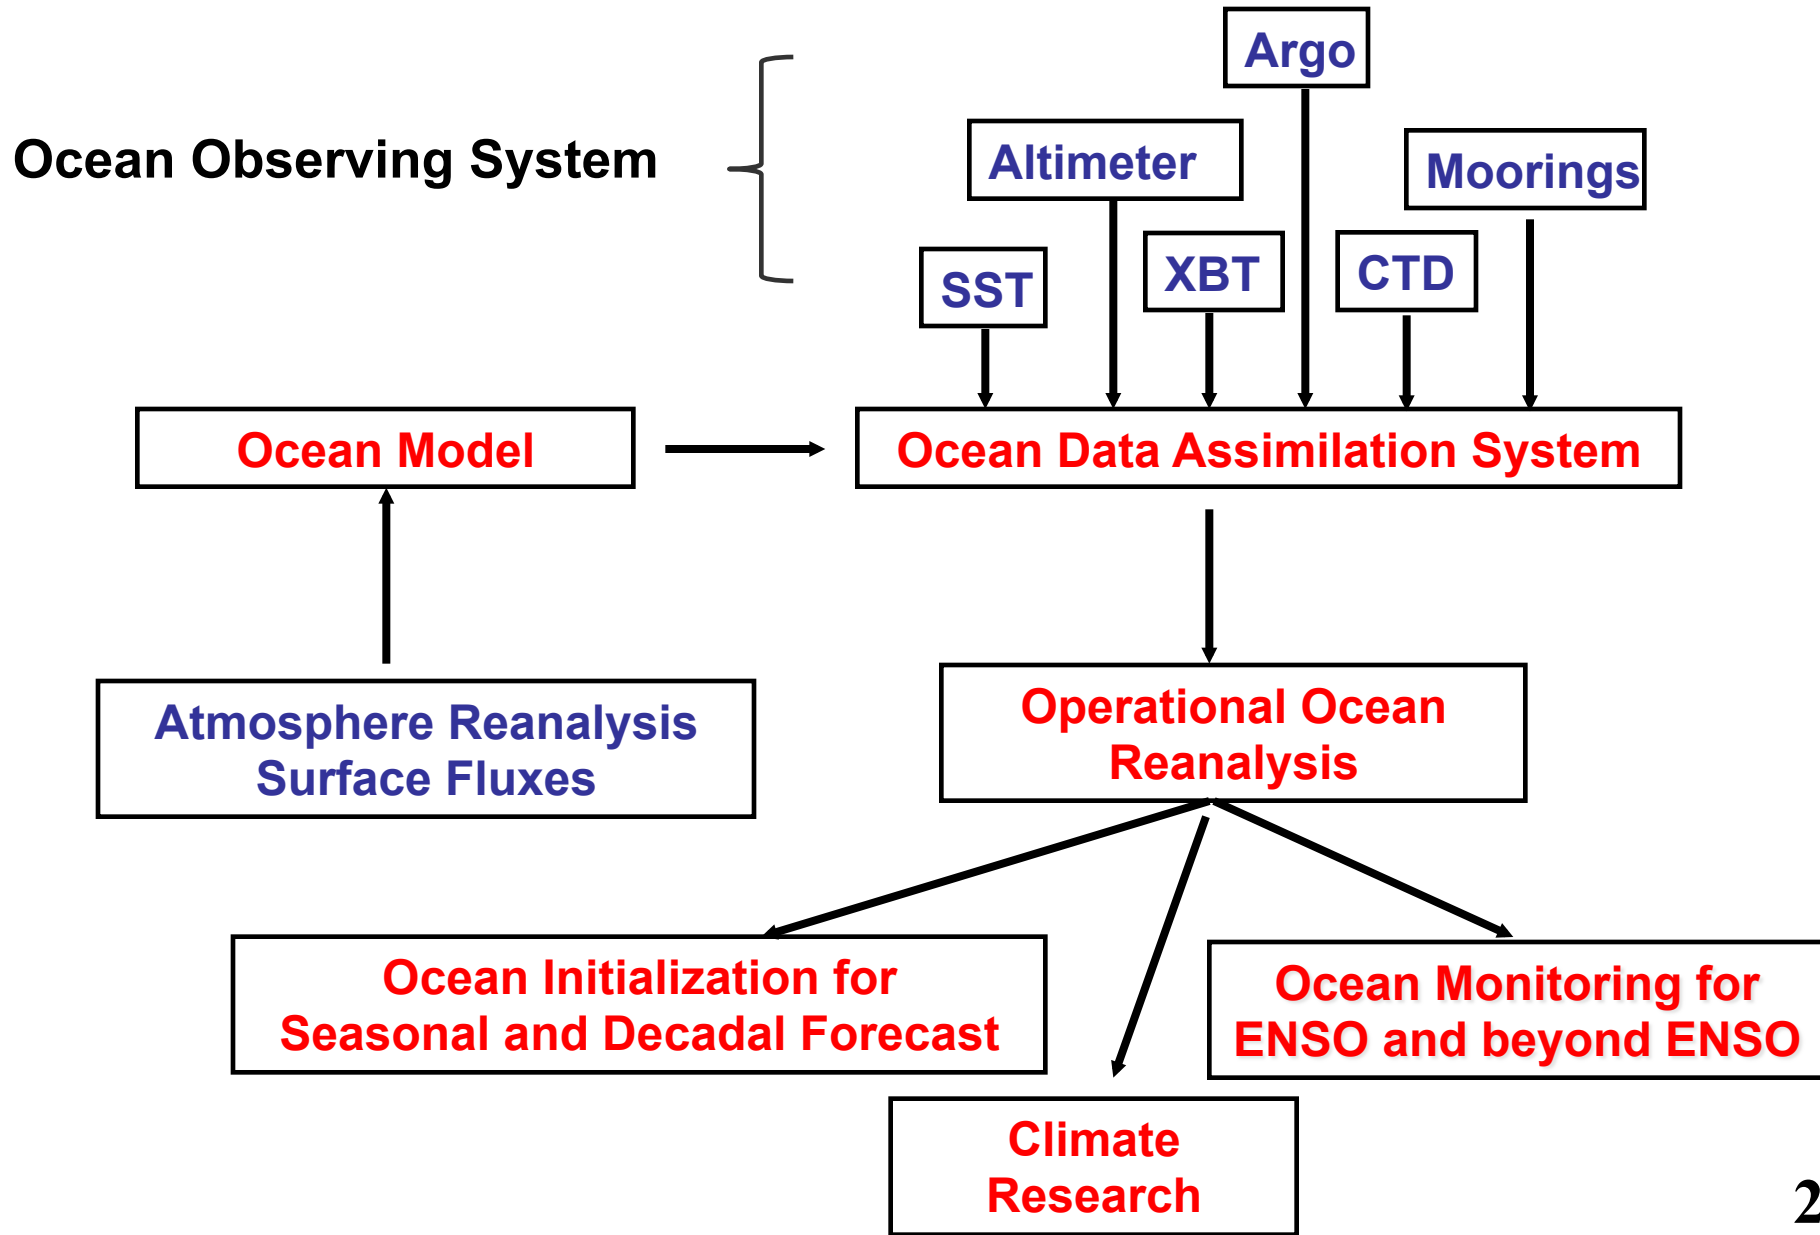 Argo
Ocean Observing System
Altimeter
Moorings
SST
XBT
CTD
Ocean Model
Ocean Data Assimilation System
Atmosphere Reanalysis
Surface Fluxes
Operational Ocean
Reanalysis
Ocean Initialization for
Seasonal and Decadal Forecast
Ocean Monitoring for
ENSO and beyond ENSO
Climate
Research
2